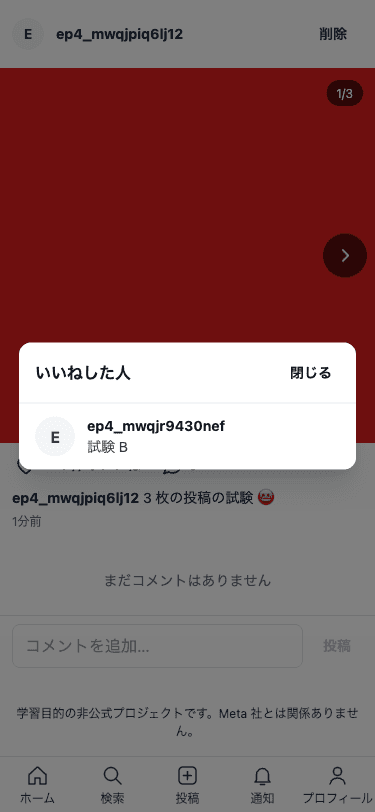 E
ep4_mwqjpiq6lj12
削除
1/3
いいねした人
閉じる
E
ep4_mwqjr9430nef
試験 B
ep4_mwqjpiq6lj12 3 枚の投稿の試験 🤡
1分前
まだコメントはありません
コメントを追加...
投稿
学習目的の非公式プロジェクトです。Meta 社とは関係ありませ
ん。
ホーム
検索
投稿
通知
プロフィール